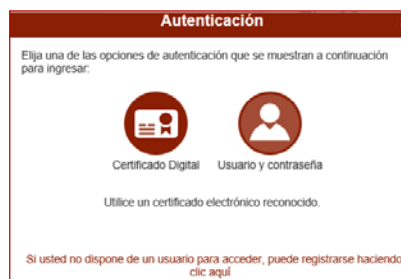 Autenticación
Elija una de las opciones de autenticación que se muestran a continuación
para ingresar:
Certificado Digital
Usuario y contraseña
Utilice un certificado electrónico reconocido.
Si usted no dispone de un usuario para acceder, puede registrarse haciendo
clic aquí